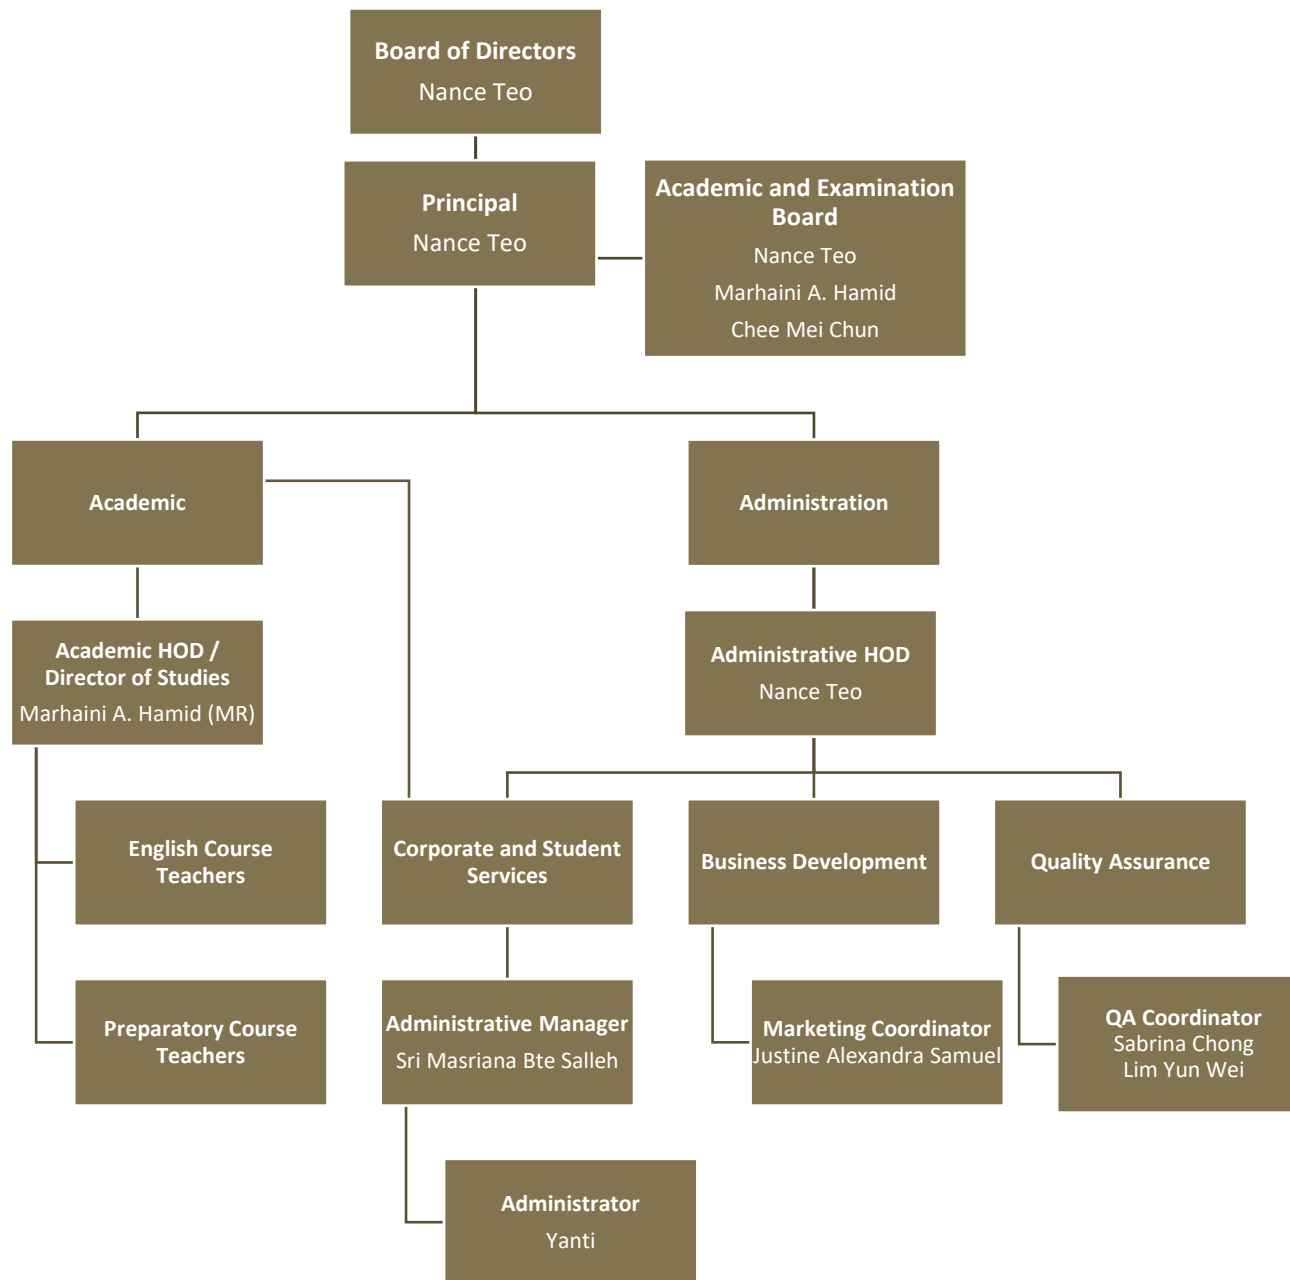 Board of Directors
Nance Teo
Principal
Nance Teo
Academic and Examination
Board
Nance Teo
Marhaini A. Hamid
Chee Mei Chun
Academic
Administration
Academic HOD /
Director of Studies
Marhaini A. Hamid (MR)
Administrative HOD
Nance Teo
English Course
Teachers
Corporate and Student
Services
Business Development
Quality Assurance
Preparatory Course
Teachers
Administrative Manager
Sri Masriana Bte Salleh
Marketing Coordinator
Justine Alexandra Samuel
QA Coordinator
Sabrina Chong
Lim Yun Wei
Administrator
Yanti